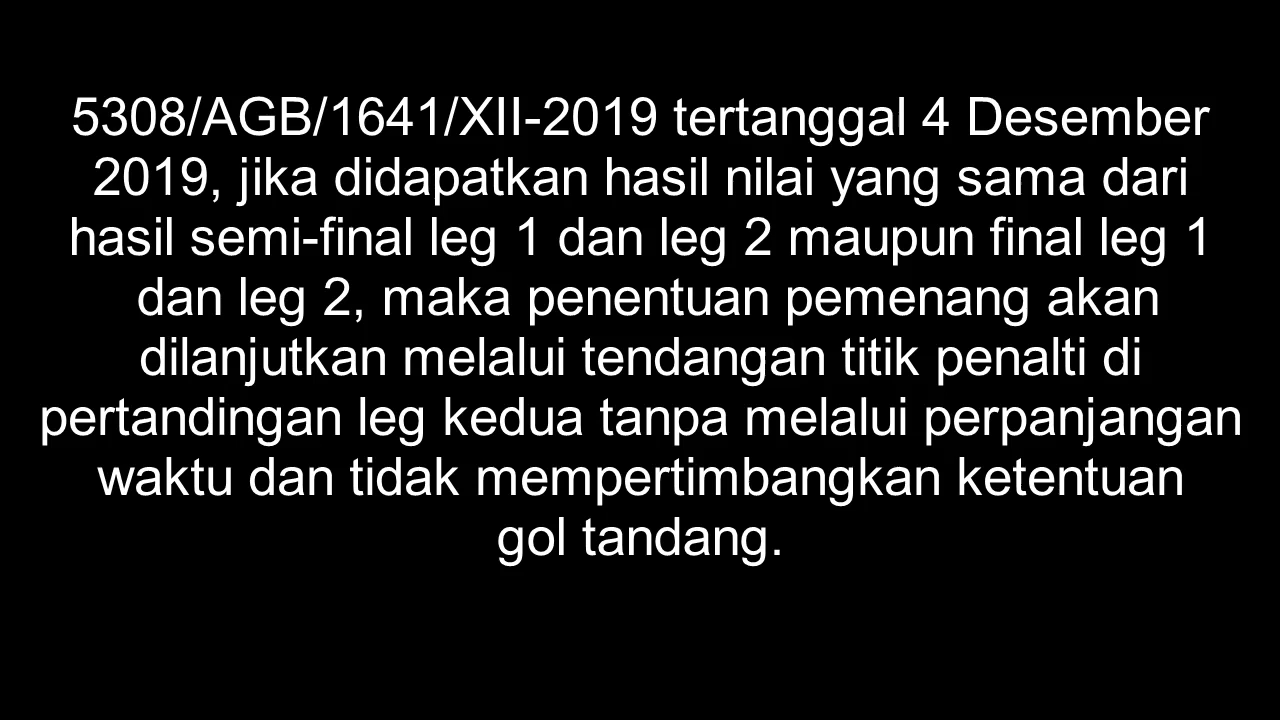 5308/AGB/1641/XII-2019 tertanggal 4 Desember
2019, jika didapatkan hasil nilai yang sama dari
hasil semi-final leg 1 dan leg 2 maupun final leg 1
dan leg 2, maka penentuan pemenang akan
dilanjutkan melalui tendangan titik penalti di
pertandingan leg kedua tanpa melalui perpanjangan
waktu dan tidak mempertimbangkan ketentuan
gol tandang.